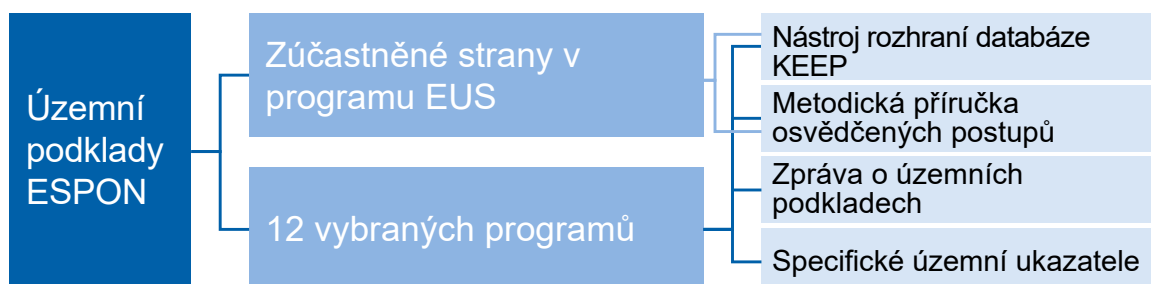 Územní
podklady
ESPON
Zúčastněné strany v
programu EUS
12 vybraných programů
Nástroj rozhraní databáze
KEEP
Metodická příručka
osvědčených postupů
Zpráva o územních
podkladech
Specifické územní ukazatele